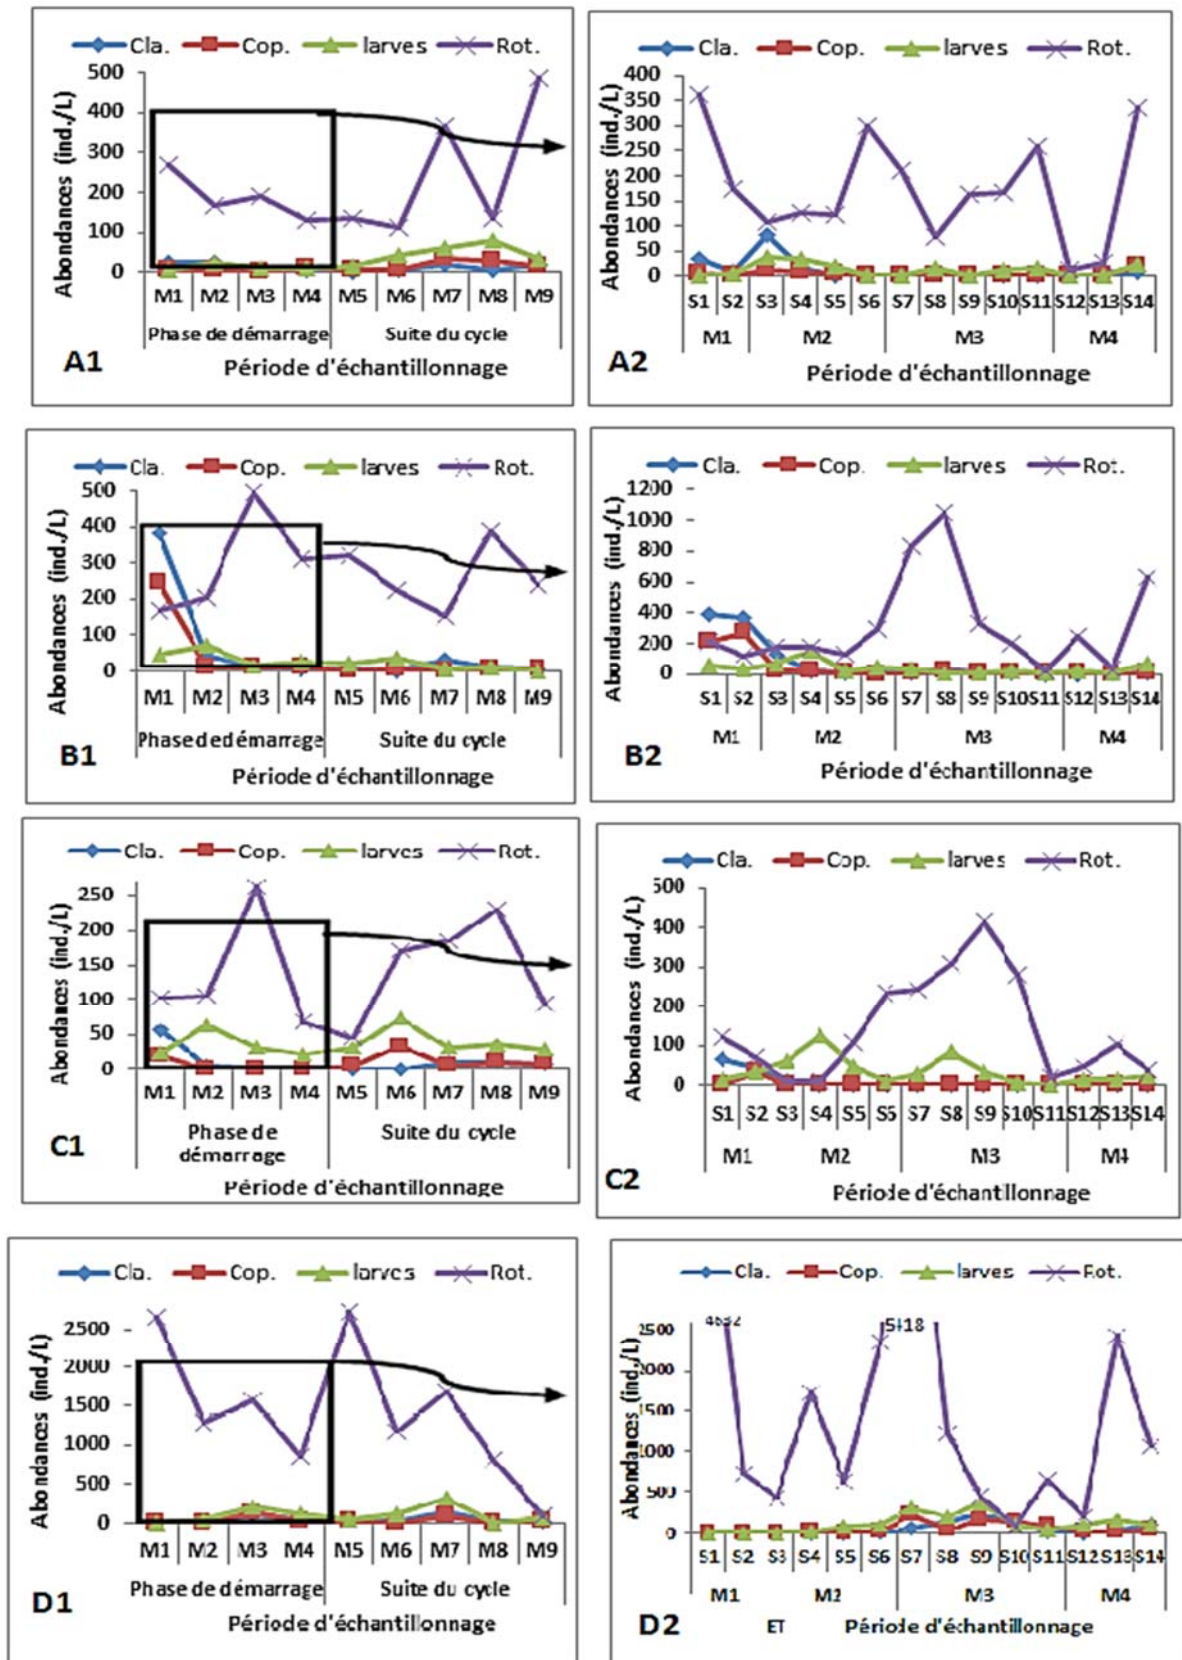 Cla. Cop. larves Rot.
Abondances (ind./L)
500
400
300
200
100
0
M1 M2 M3 M4 M5 M6 M7 M8 M9
Phase de démarrage Suite du cycle
Période d'échantillonnage
A1
Cla. Cop. larves Rot.
Abondances (ind./L)
400
350
300
250
200
150
100
50
0
S1 S2 S3 S4 S5 S6 S7 S8 S9 S10 S11 S12 S13 S14
M1 M2 M3 M4
Période d'échantillonnage
A2
Cla. Cop. larves Rot.
Abondances (ind./L)
500
400
300
200
100
0
M1 M2 M3 M4 M5 M6 M7 M8 M9
Phase de démarrage Suite du cycle
Période d'échantillonnage
B1
Cla. Cop. larves Rot.
Abondances (ind./L)
1200
1000
800
600
400
200
0
S1 S2 S3 S4 S5 S6 S7 S8 S9 S10 S11 S12 S13 S14
M1 M2 M3 M4
Période d'échantillonnage
B2
Cla. Cop. larves Rot.
Abondances (ind./L)
250
200
150
100
50
0
M1 M2 M3 M4 M5 M6 M7 M8 M9
Phase de Suite du cycle
démarrage
Période d'échantillonnage
C1
Cla. Cop. larves Rot.
Abondances (ind./L)
500
400
300
200
100
0
S1 S2 S3 S4 S5 S6 S7 S8 S9 S10 S11 S12 S13 S14
M1 M2 M3 M4
Période d'échantillonnage
C2
Cla. Cop. larves Rot.
Abondances (ind./L)
2500
2000
1500
1000
500
0
M1 M2 M3 M4 M5 M6 M7 M8 M9
Phase de démarrage Suite du cycle
Période d'échantillonnage
D1
Cla. Cop. larves Rot.
Abondances (ind./L)
5418
2500
2000
1500
1000
500
0
S1 S2 S3 S4 S5 S6 S7 S8 S9 S10 S11 S12 S13 S14
M1 M2 M3 M4
ET Période d'échantillonnage
D2